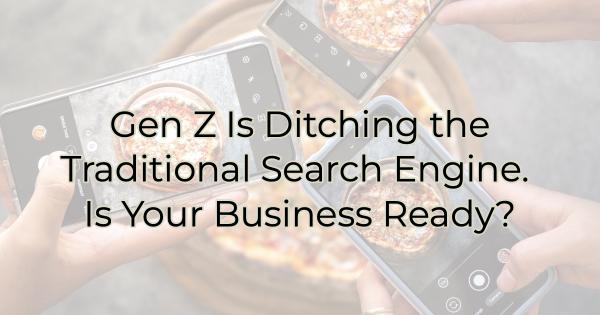 Gen Z Is Ditching the
Traditional Search Engine.
Is Your Business Ready?